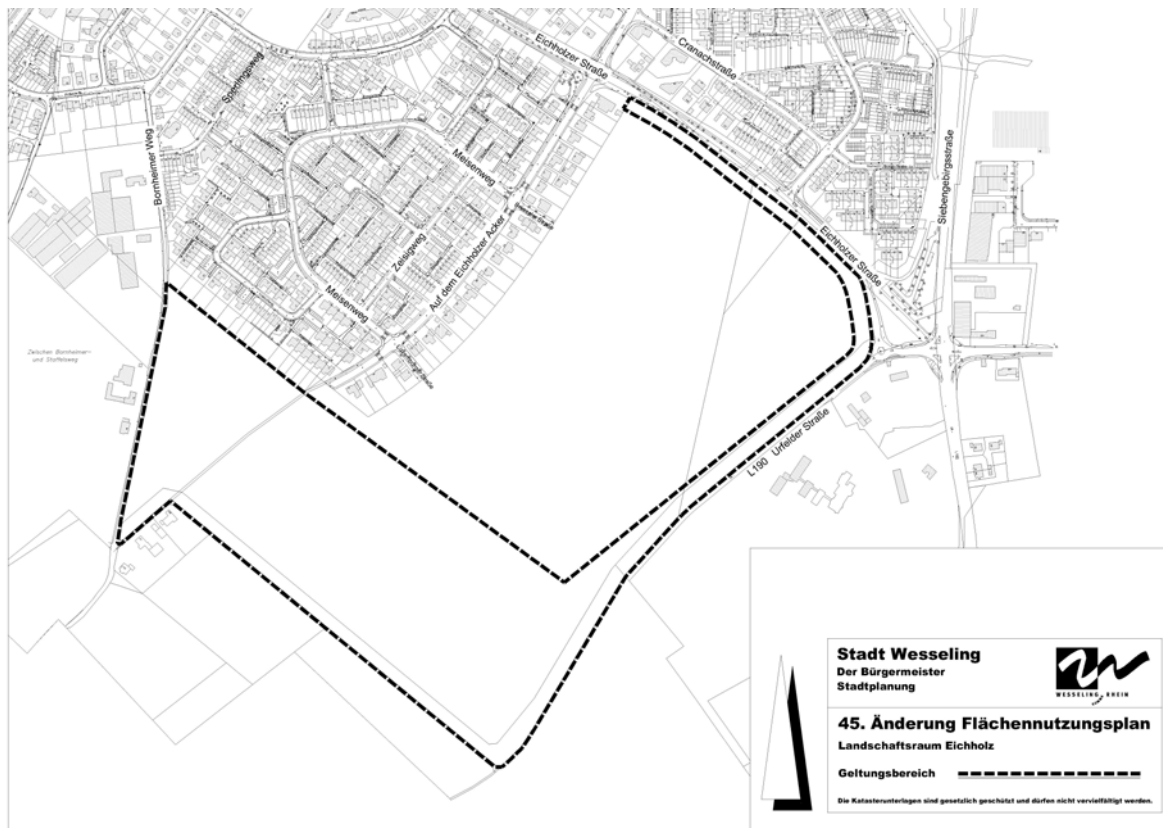 Eichholzer Straße
Cranachstraße
Sperlingsweg
Bornheimer Weg
Meisenweg
Siebengebirgsstraße
Auf dem Eichholzer Acker
Zeisigweg
Eichholzer Straße
Meisenweg
Zwischen Bornheimer-
und Stoffelsweg
L190 Urfelder Straße
Stadt Wesseling
Der Bürgermeister
Stadtplanung
WESSELING RHEIN
45. Änderung Flächennutzungsplan
Landschaftsraum Eichholz
Geltungsbereich
Die Katasterunterlagen sind gesetzlich geschützt und dürfen nicht vervielfältigt werden.